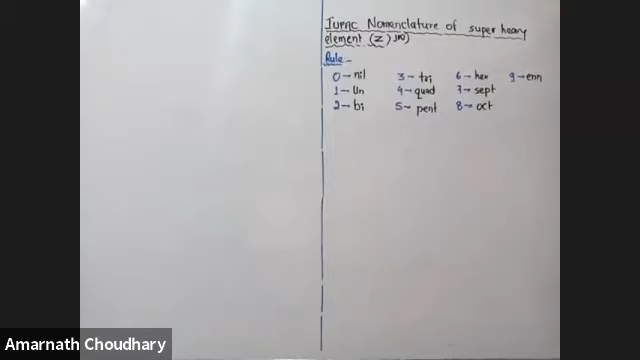 IUPAC Nomenclature of super heavy
element (Z>100)
Rule -
0 → nil 3 → tri 6 → hex 9 → enn
1 → Un 4 → quad 7 → sept
2 → bi 5 → pent 8 → oct
Amarnath Choudhary